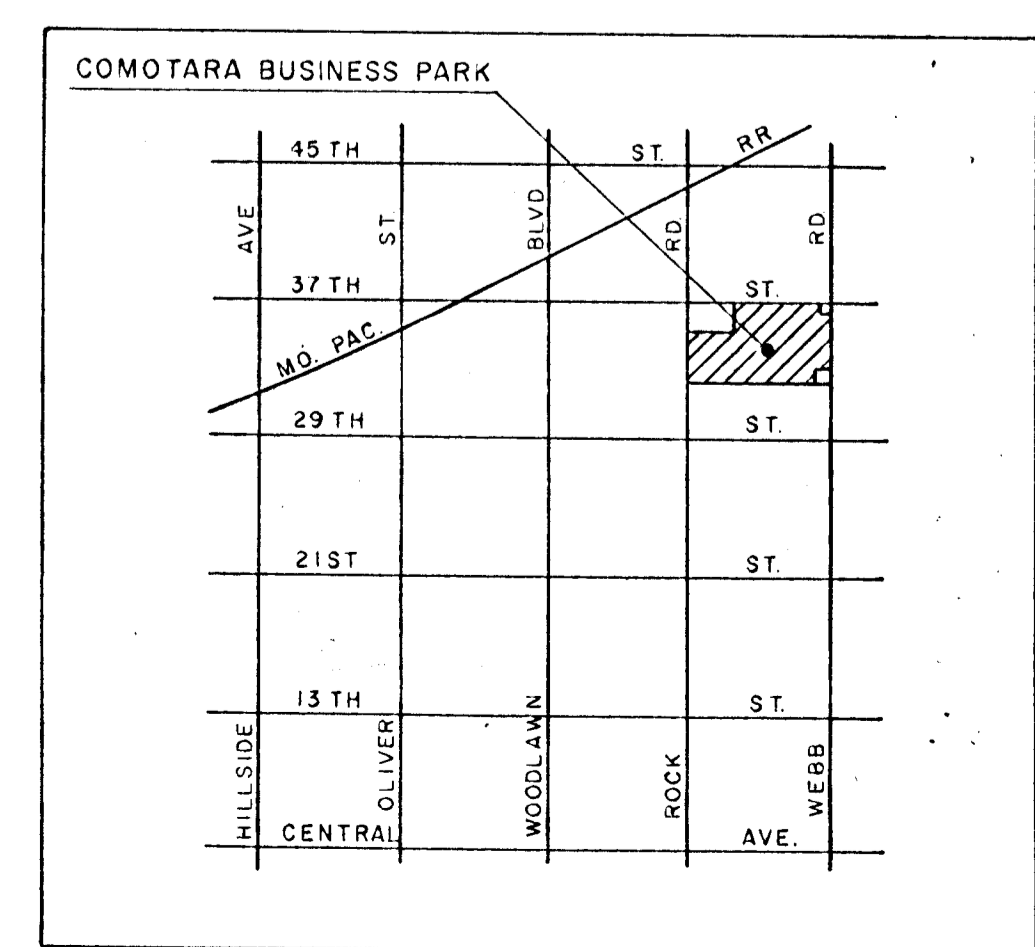 COMOTARA BUSINESS PARK
45 TH ST. RR
AVE ST. BLVD RD. RD.
37 TH ST.
MO. PAC.
29 TH ST.
21 ST ST.
13 TH ST.
HILLSIDE OLIVER WOODLAWN ROCK WEBB
CENTRAL AVE.